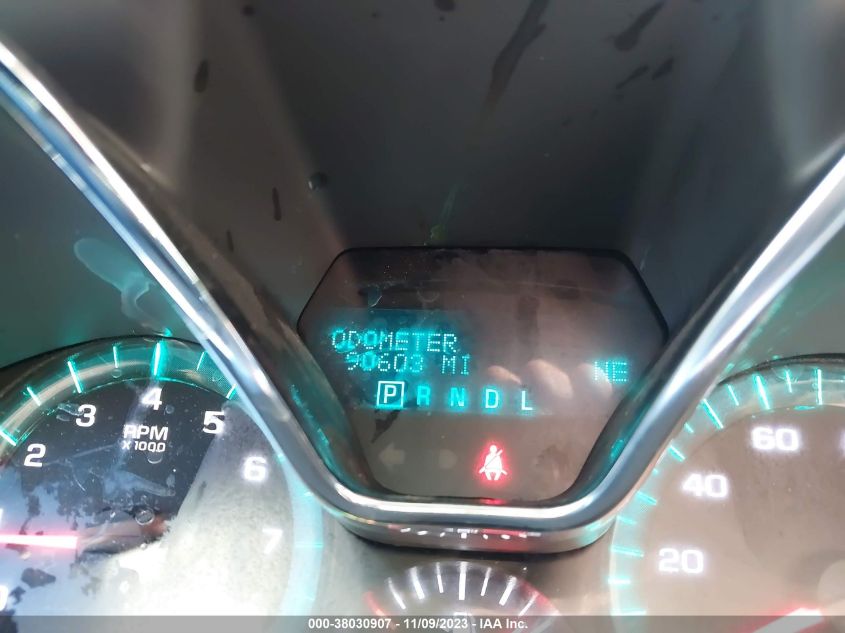 ODOMETER
90603 MI
NE
P R N D L
2 3 4 5 6 7
RPM
X1000
20 40 60
000-38030907 - 11/09/2023 - IAA Inc.